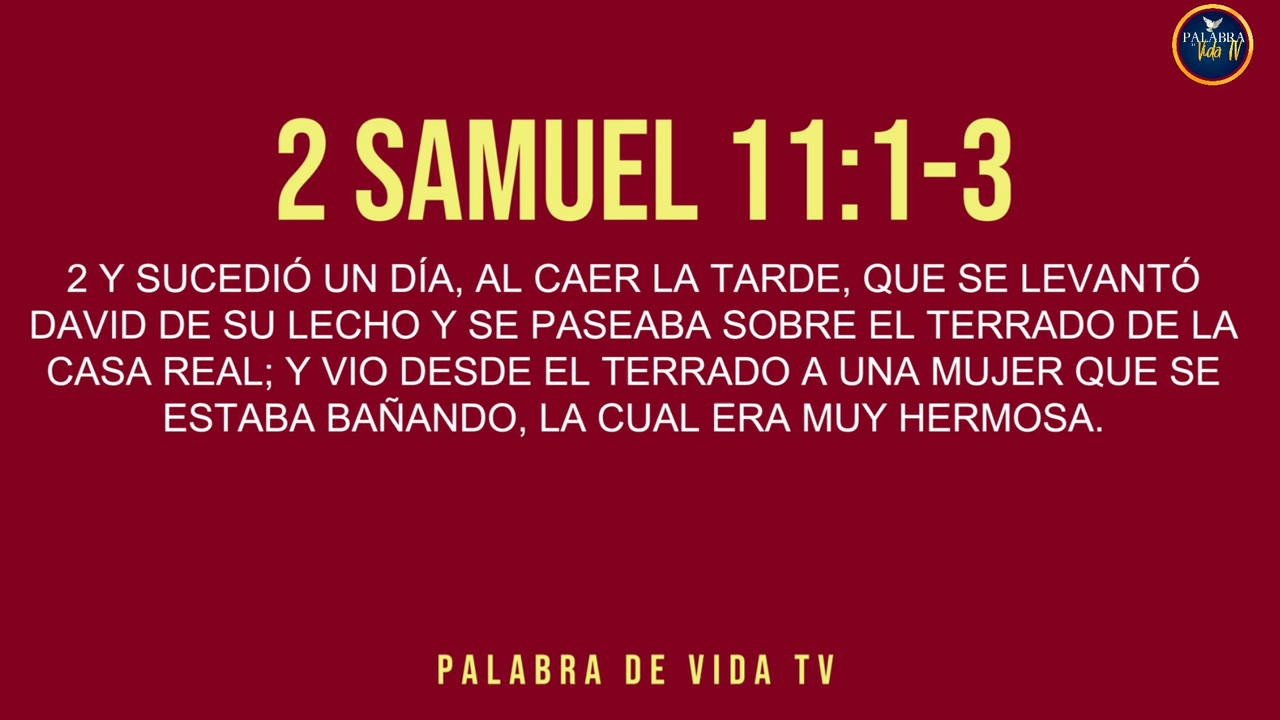 PALABRA
de Vida TV
2 SAMUEL 11:1-3
2 Y SUCEDIÓ UN DÍA, AL CAER LA TARDE, QUE SE LEVANTÓ
DAVID DE SU LECHO Y SE PASEABA SOBRE EL TERRADO DE LA
CASA REAL; Y VIO DESDE EL TERRADO A UNA MUJER QUE SE
ESTABA BAÑANDO, LA CUAL ERA MUY HERMOSA.
PALABRA DE VIDA TV